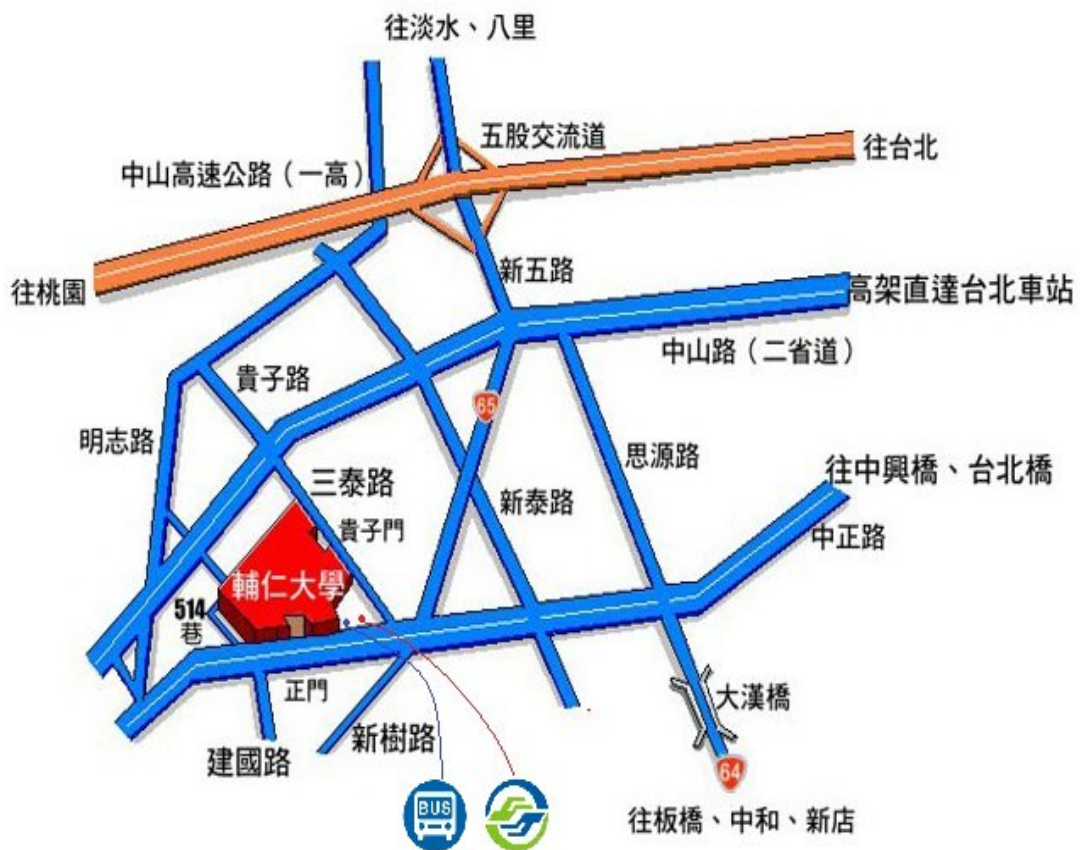 往淡水、八里
五股交流道
往台北
中山高速公路（一高）
新五路
往桃園
高架直達台北車站
中山路（二省道）
貴子路
65
明志路
思源路
三泰路
往中興橋、台北橋
新泰路
貴子門
中正路
輔仁大學
514
巷
正門
大漢橋
新樹路
建國路
64
BUS
往板橋、中和、新店